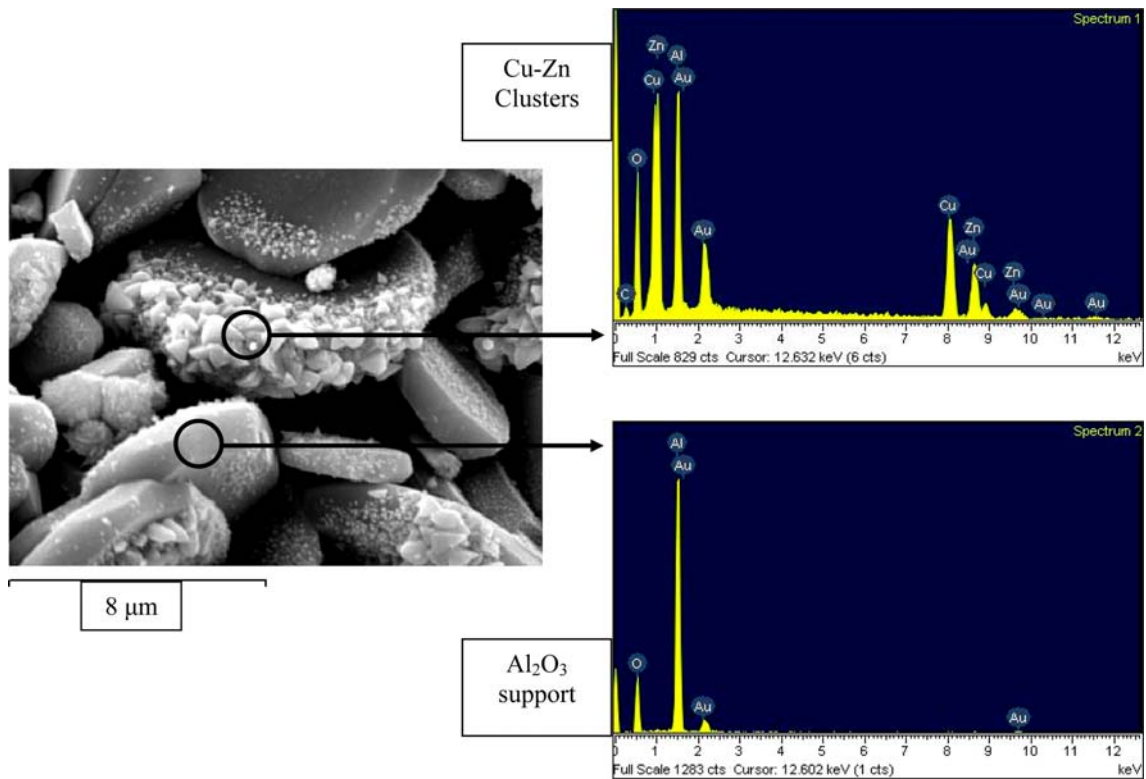 Cu-Zn
Clusters
Spectrum 1
Zn
Al
Cu
Au
O
Cu
Au
Zn
Au
Cu
Zn
C
Au
Au
Au
0 1 2 3 4 5 6 7 8 9 10 11 12
Full Scale 829 cts Cursor: 12.632 keV (6 cts)
keV
8 μm
Al₂O₃
support
Spectrum 2
Al
Au
O
Au
Au
0 1 2 3 4 5 6 7 8 9 10 11 12
Full Scale 1283 cts Cursor: 12.602 keV (1 cts)
keV